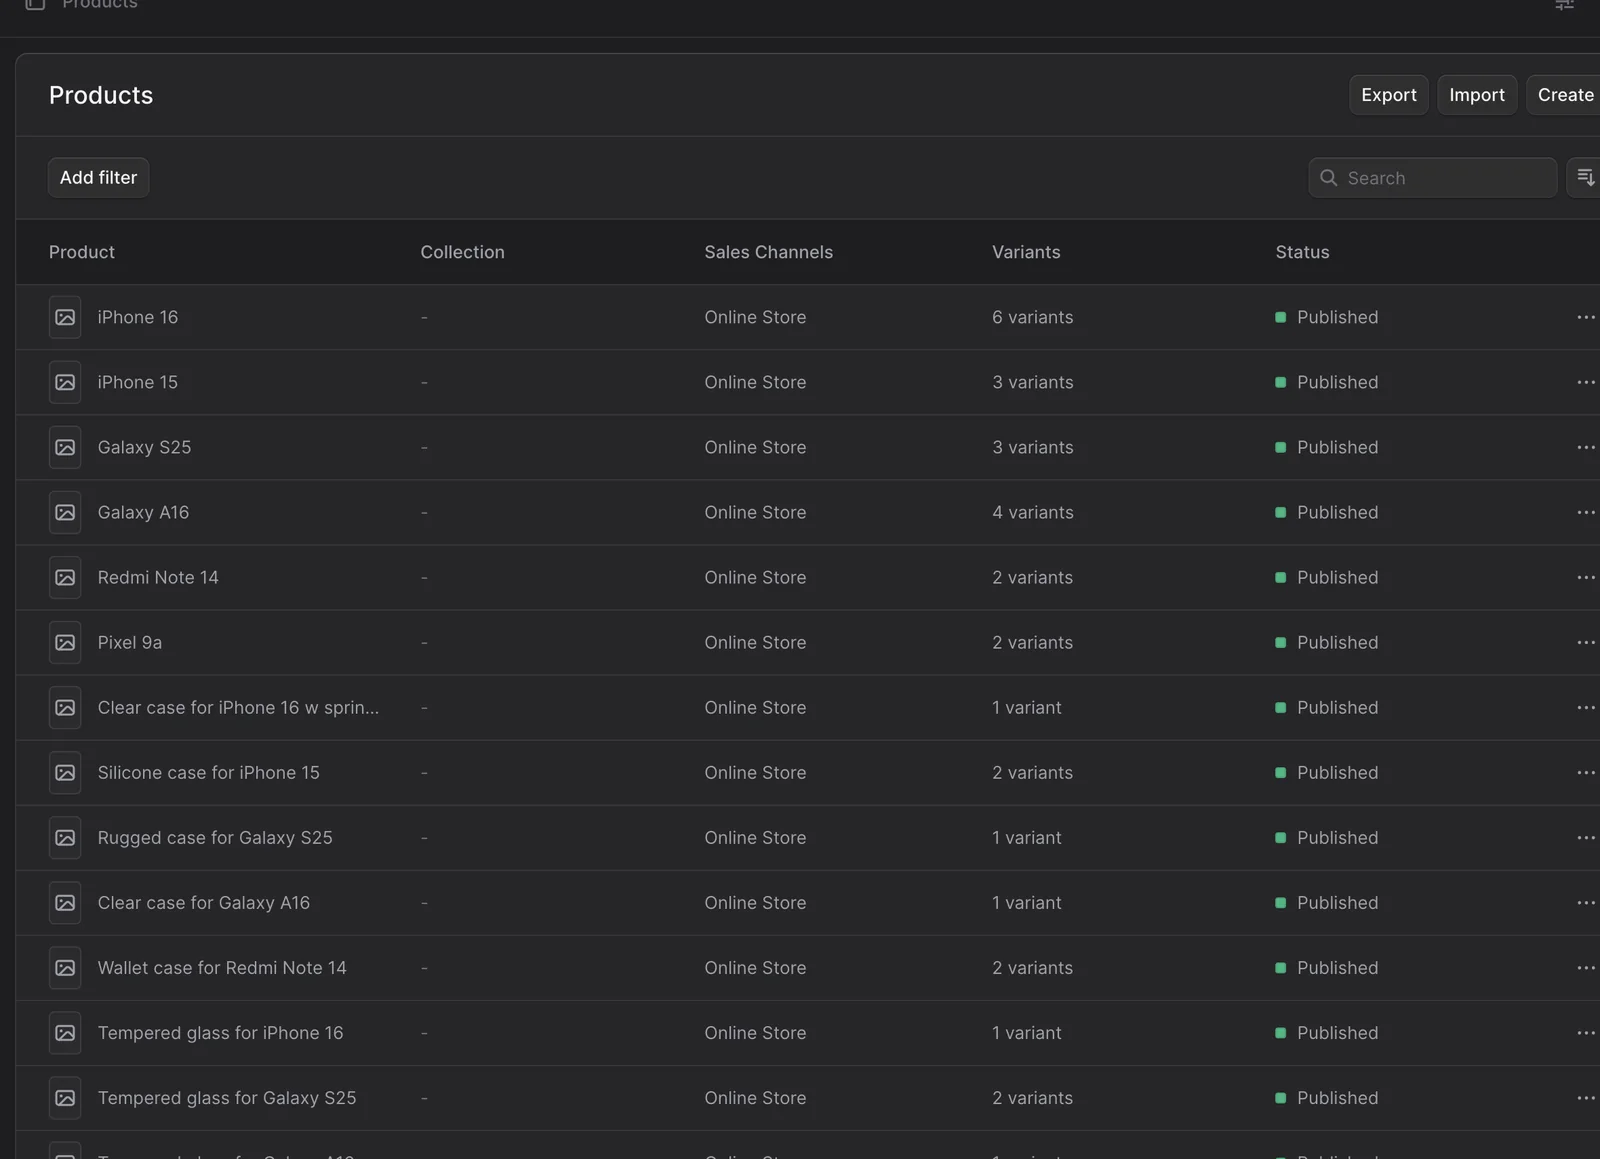 Products
Products
Export Import Create
Add filter
Search
Product Collection Sales Channels Variants Status
iPhone 16 - Online Store 6 variants Published
iPhone 15 - Online Store 3 variants Published
Galaxy S25 - Online Store 3 variants Published
Galaxy A16 - Online Store 4 variants Published
Redmi Note 14 - Online Store 2 variants Published
Pixel 9a - Online Store 2 variants Published
Clear case for iPhone 16 w sprin... - Online Store 1 variant Published
Silicone case for iPhone 15 - Online Store 2 variants Published
Rugged case for Galaxy S25 - Online Store 1 variant Published
Clear case for Galaxy A16 - Online Store 1 variant Published
Wallet case for Redmi Note 14 - Online Store 2 variants Published
Tempered glass for iPhone 16 - Online Store 1 variant Published
Tempered glass for Galaxy S25 - Online Store 2 variants Published